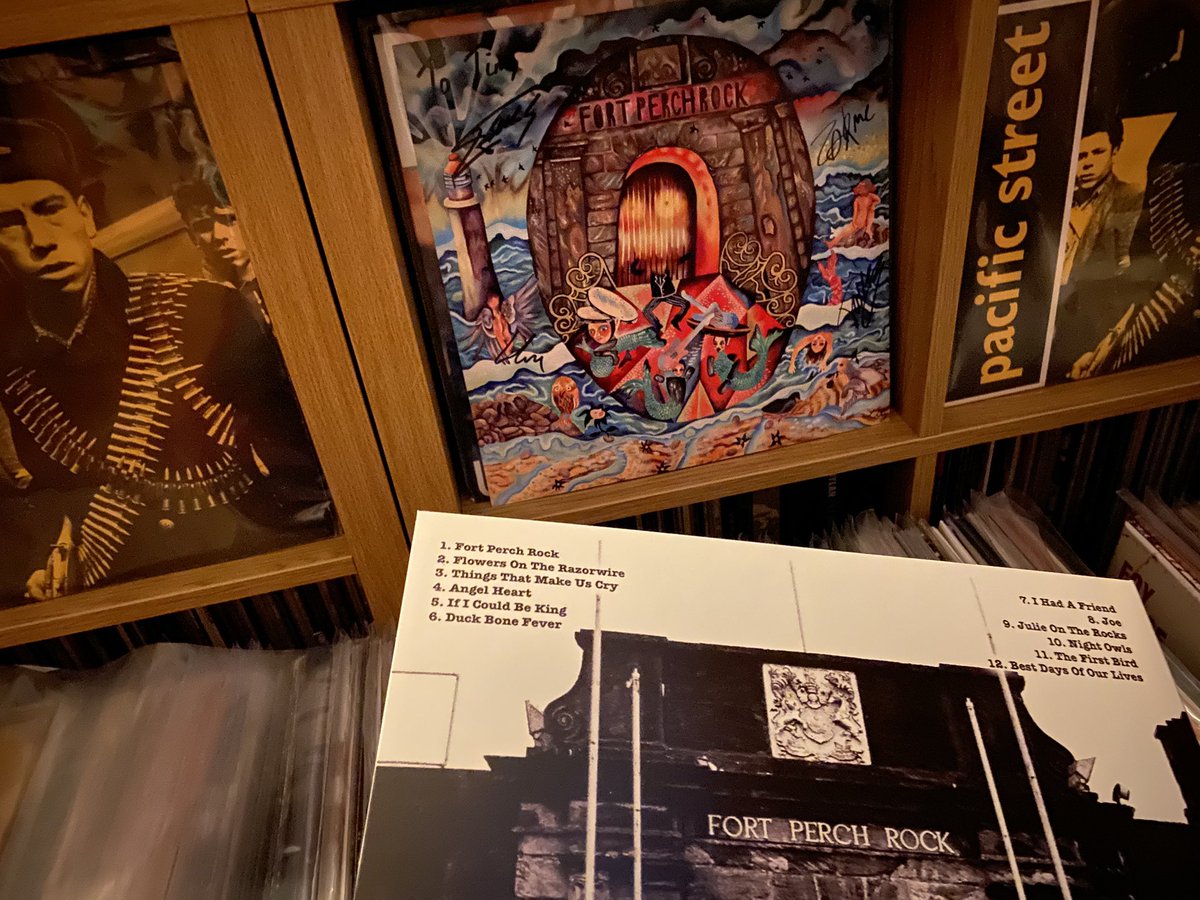 To Tim
FORT PERCH ROCK
pacific street
1. Fort Perch Rock
2. Flowers On The Razorwire
3. Things That Make Us Cry
4. Angel Heart
5. If I Could Be King
6. Duck Bone Fever
7. I Had A Friend
8. Joe
9. Julie On The Rocks
10. Night Owls
11. The First Bird
12. Best Days Of Our Lives
FORT PERCH ROCK